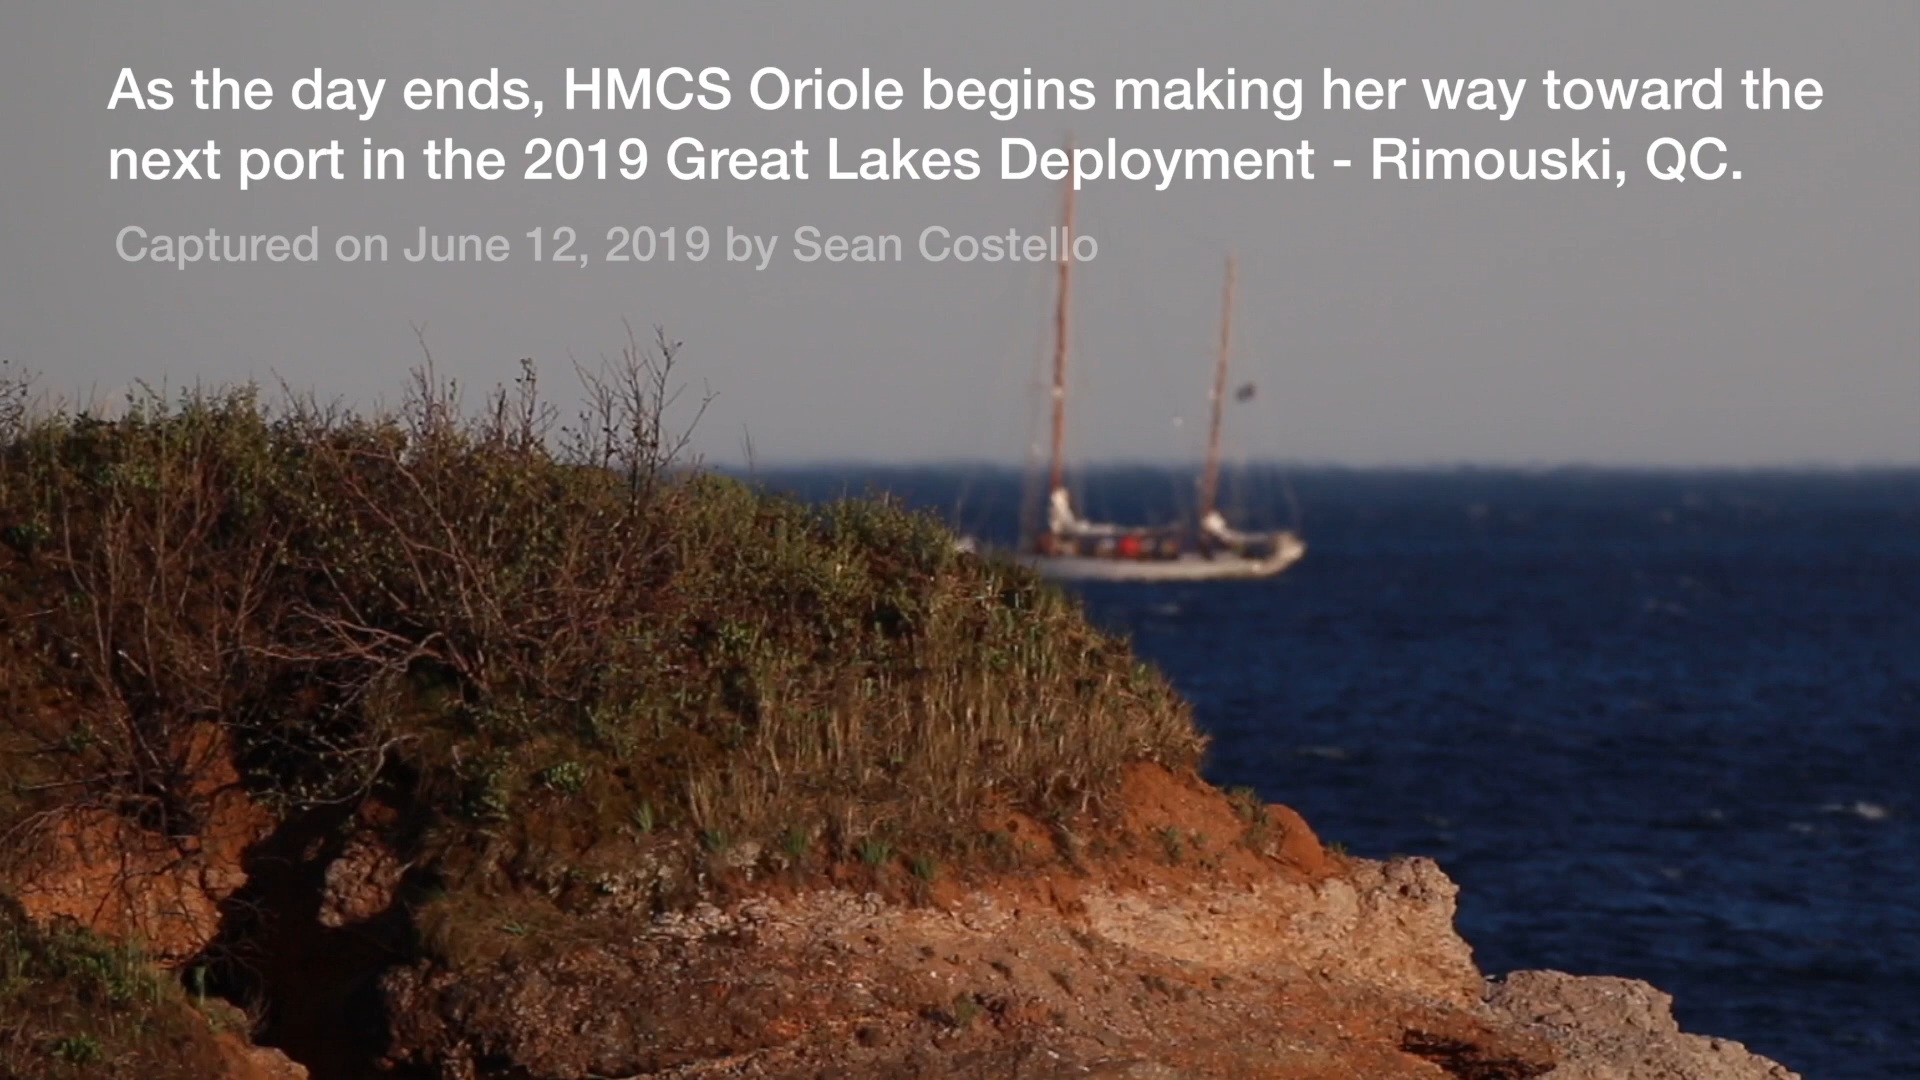 As the day ends, HMCS Oriole begins making her way toward the
next port in the 2019 Great Lakes Deployment - Rimouski, QC.
Captured on June 12, 2019 by Sean Costello